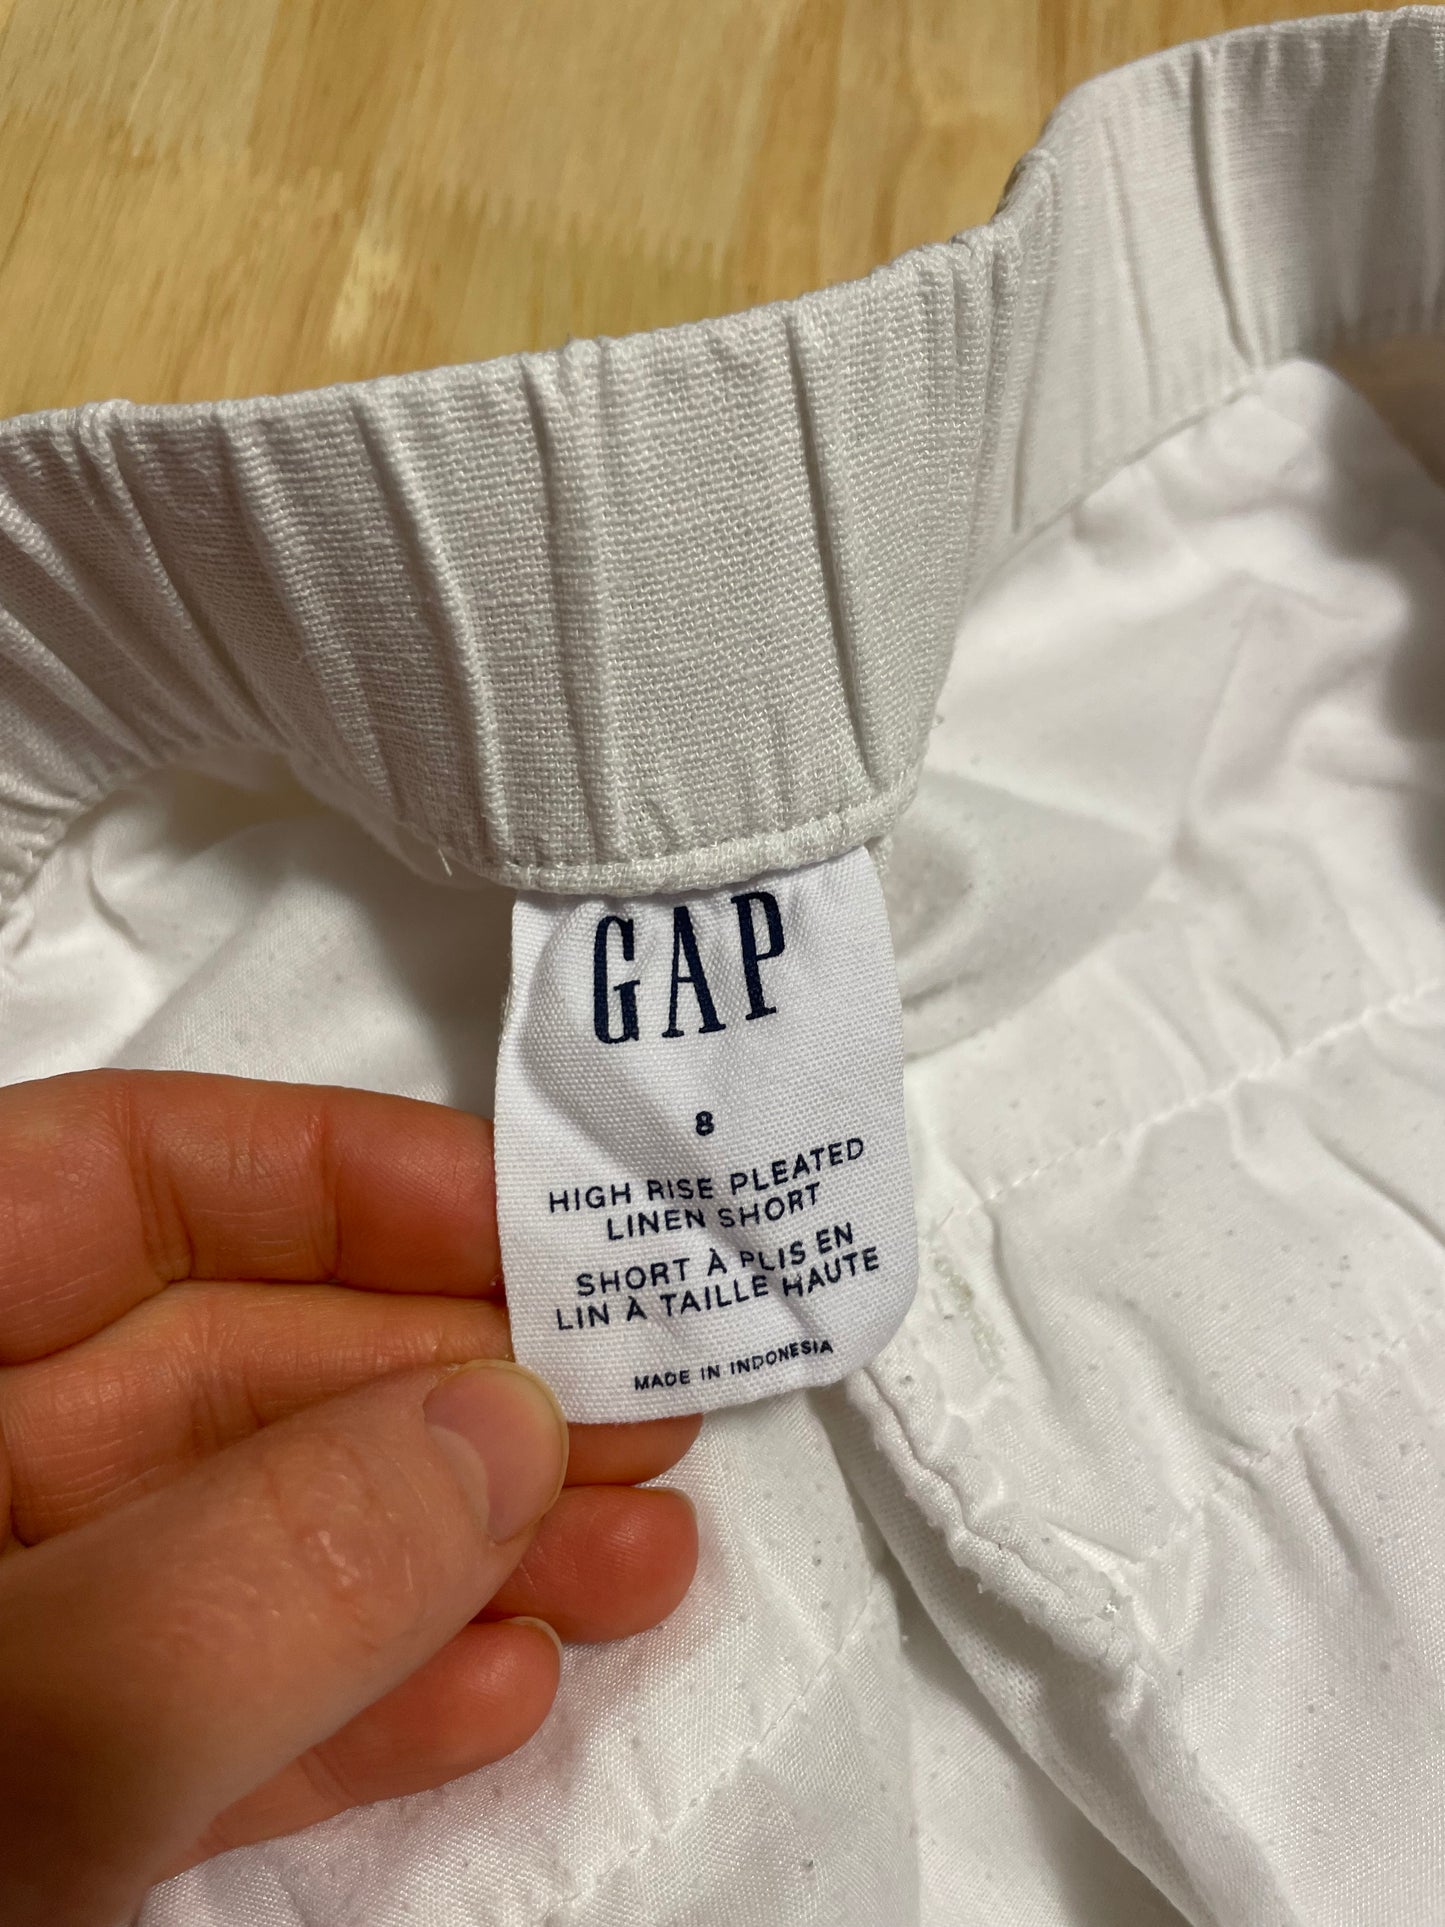 GAP
8
HIGH RISE PLEATED
LINEN SHORT
SHORT À PLIS EN
LIN À TAILLE HAUTE
MADE IN INDONESIA